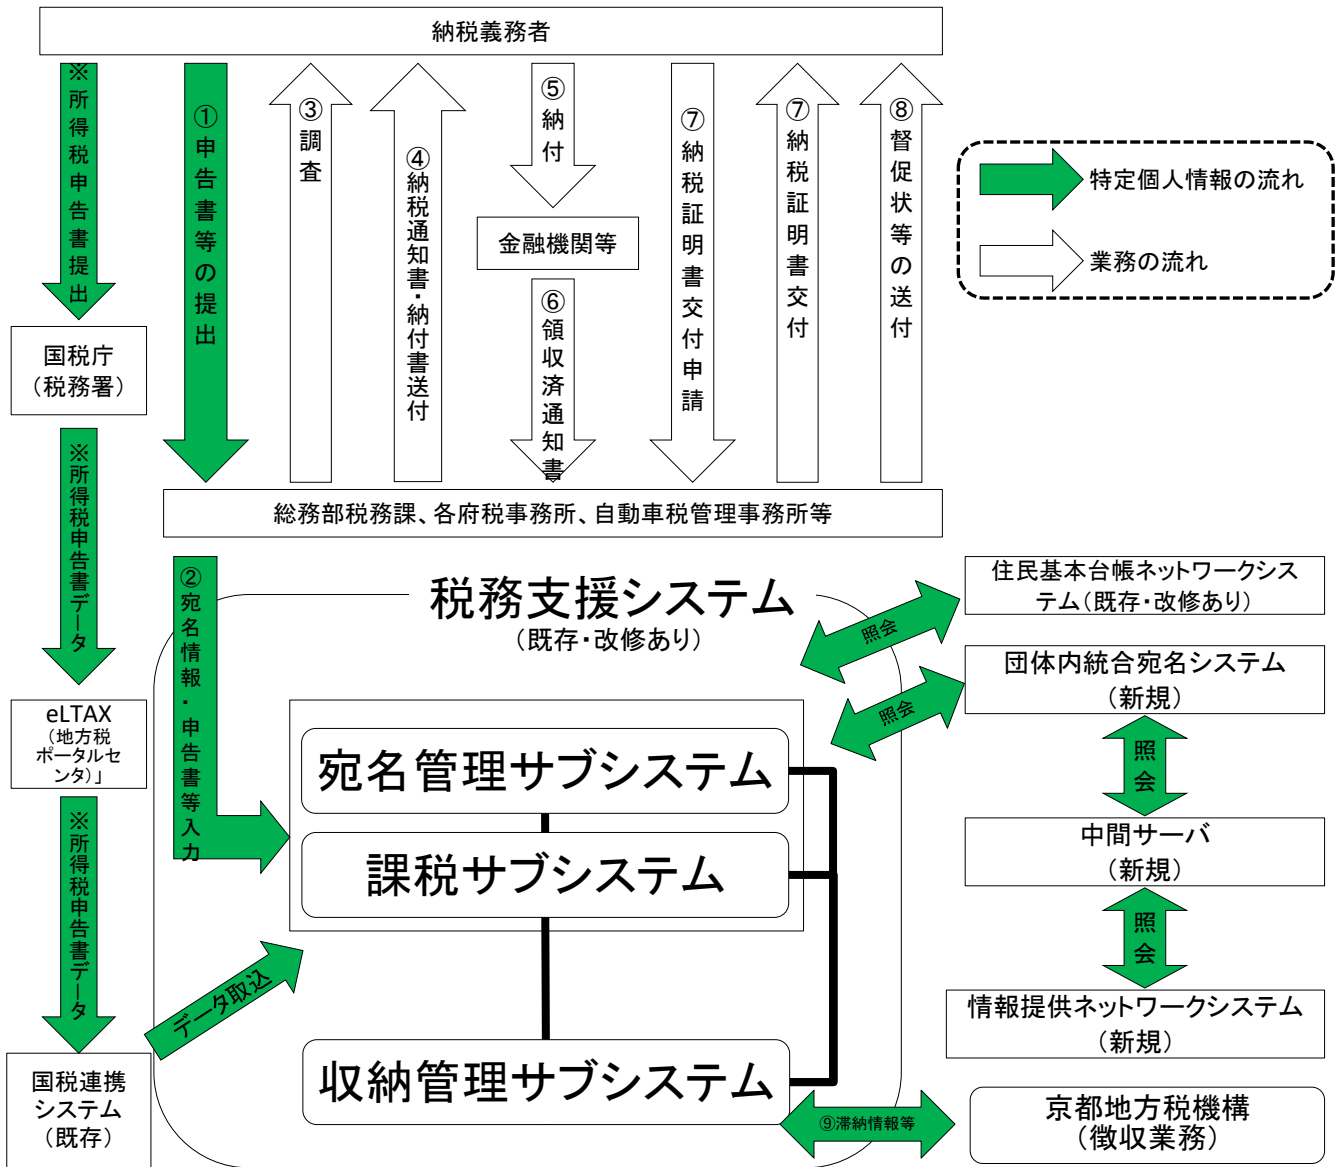 納税義務者
※所得税申告書提出
①申告書等の提出
③調査
④納税通知書・納付書送付
⑤納付
金融機関等
⑥領収済通知書
⑦納税証明書交付申請
⑦納税証明書交付
⑧督促状等の送付
特定個人情報の流れ
業務の流れ
国税庁
(税務署)
総務部税務課、各府税事務所、自動車税管理事務所等
※所得税申告書データ
eLTAX
(地方税
ポータルセ
ンタ)」
※所得税申告書データ
国税連携
システム
(既存)
②宛名情報・申告書等入力
データ取込
税務支援システム
(既存・改修あり)
宛名管理サブシステム
課税サブシステム
収納管理サブシステム
照会
住民基本台帳ネットワークシス
テム(既存・改修あり)
照会
団体内統合宛名システム
(新規)
照会
中間サーバ
(新規)
照会
情報提供ネットワークシステム
(新規)
⑨滞納情報等
京都地方税機構
(徴収業務)